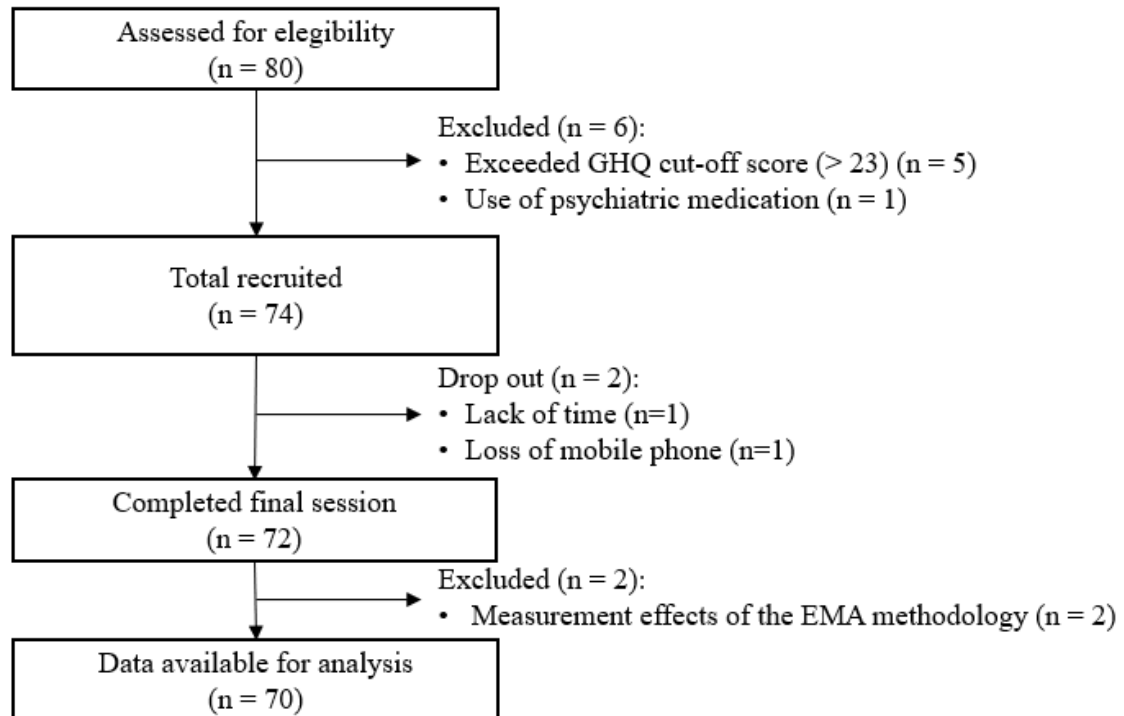 Assessed for elegibility
(n = 80)
Excluded (n = 6):
• Exceeded GHQ cut-off score (> 23) (n = 5)
• Use of psychiatric medication (n = 1)
Total recruited
(n = 74)
Drop out (n = 2):
• Lack of time (n=1)
• Loss of mobile phone (n=1)
Completed final session
(n = 72)
Excluded (n = 2):
• Measurement effects of the EMA methodology (n = 2)
Data available for analysis
(n = 70)